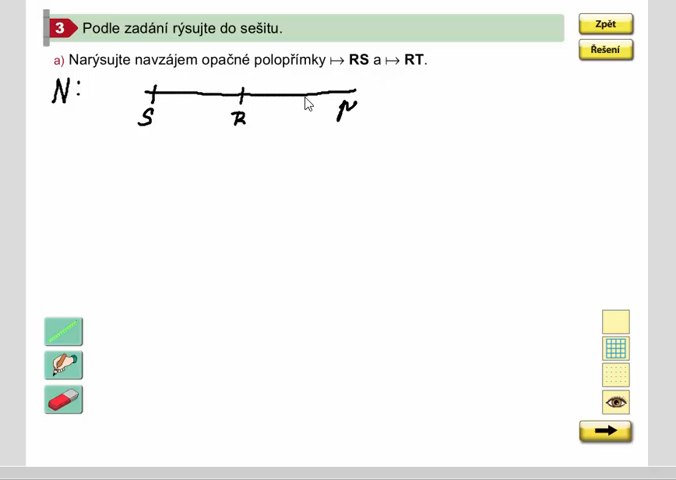 3 Podle zadání rýsujte do sešitu.
Zpět
Řešení
a) Narýsujte navzájem opačné polopřímky ↦ RS a ↦ RT.
N:
S R p